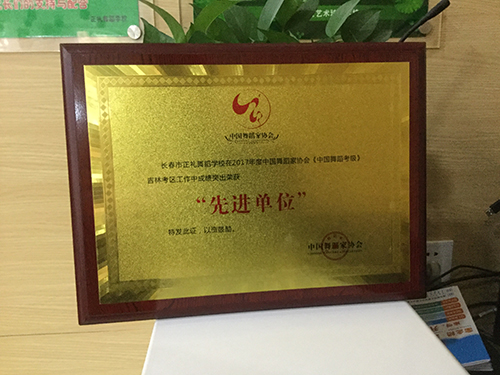 中国舞蹈家协会
长春市正礼舞蹈学校在2017年度中国舞蹈家协会《中国舞蹈考级》
吉林考区工作中成绩突出荣获
“先进单位”
特发此证，以资鼓励。
中国舞蹈家协会